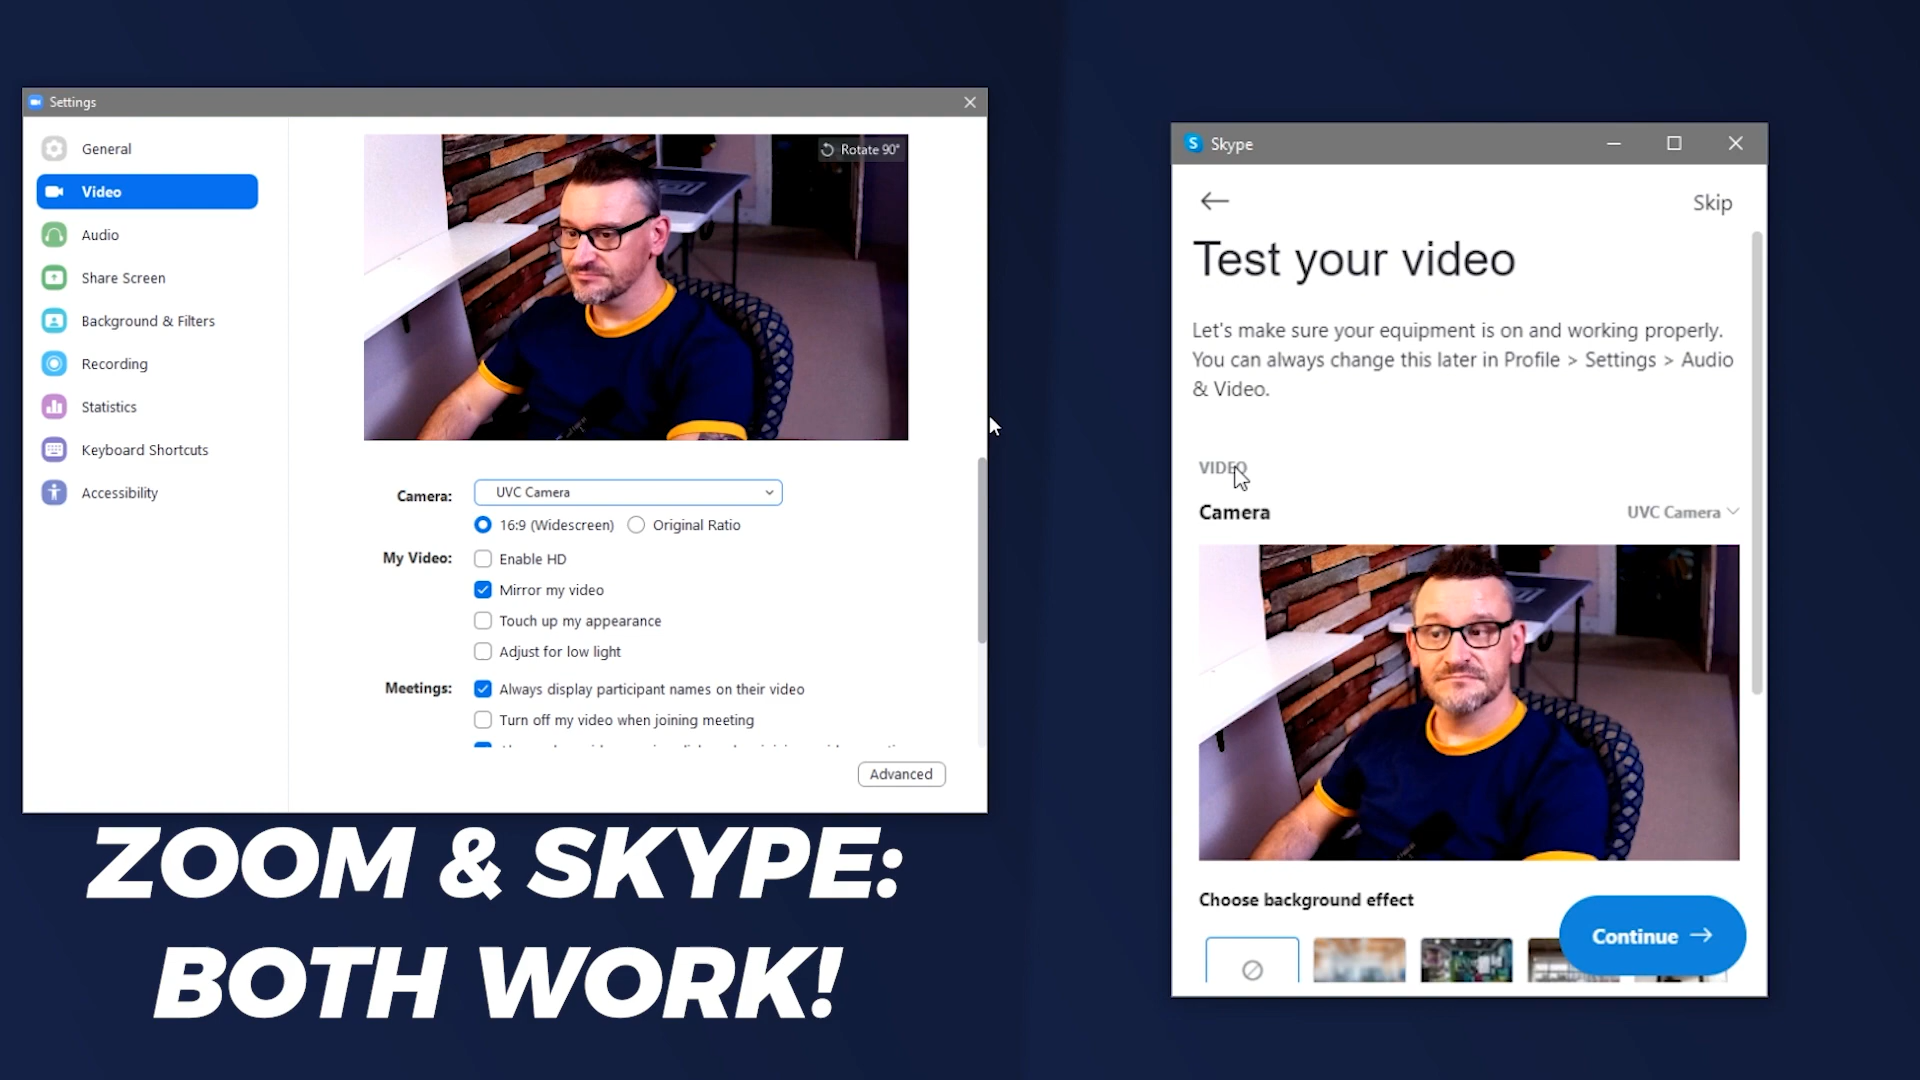 Settings
General
Video
Audio
Share Screen
Background & Filters
Recording
Statistics
Keyboard Shortcuts
Accessibility
Rotate 90°
Camera: UVC Camera
16:9 (Widescreen) Original Ratio
My Video: Enable HD
Mirror my video
Touch up my appearance
Adjust for low light
Meetings: Always display participant names on their video
Turn off my video when joining meeting
Advanced
ZOOM & SKYPE:
BOTH WORK!
Skype
Skip
Test your video
Let's make sure your equipment is on and working properly.
You can always change this later in Profile > Settings > Audio
& Video.
VIDEO
Camera UVC Camera
Choose background effect
Continue